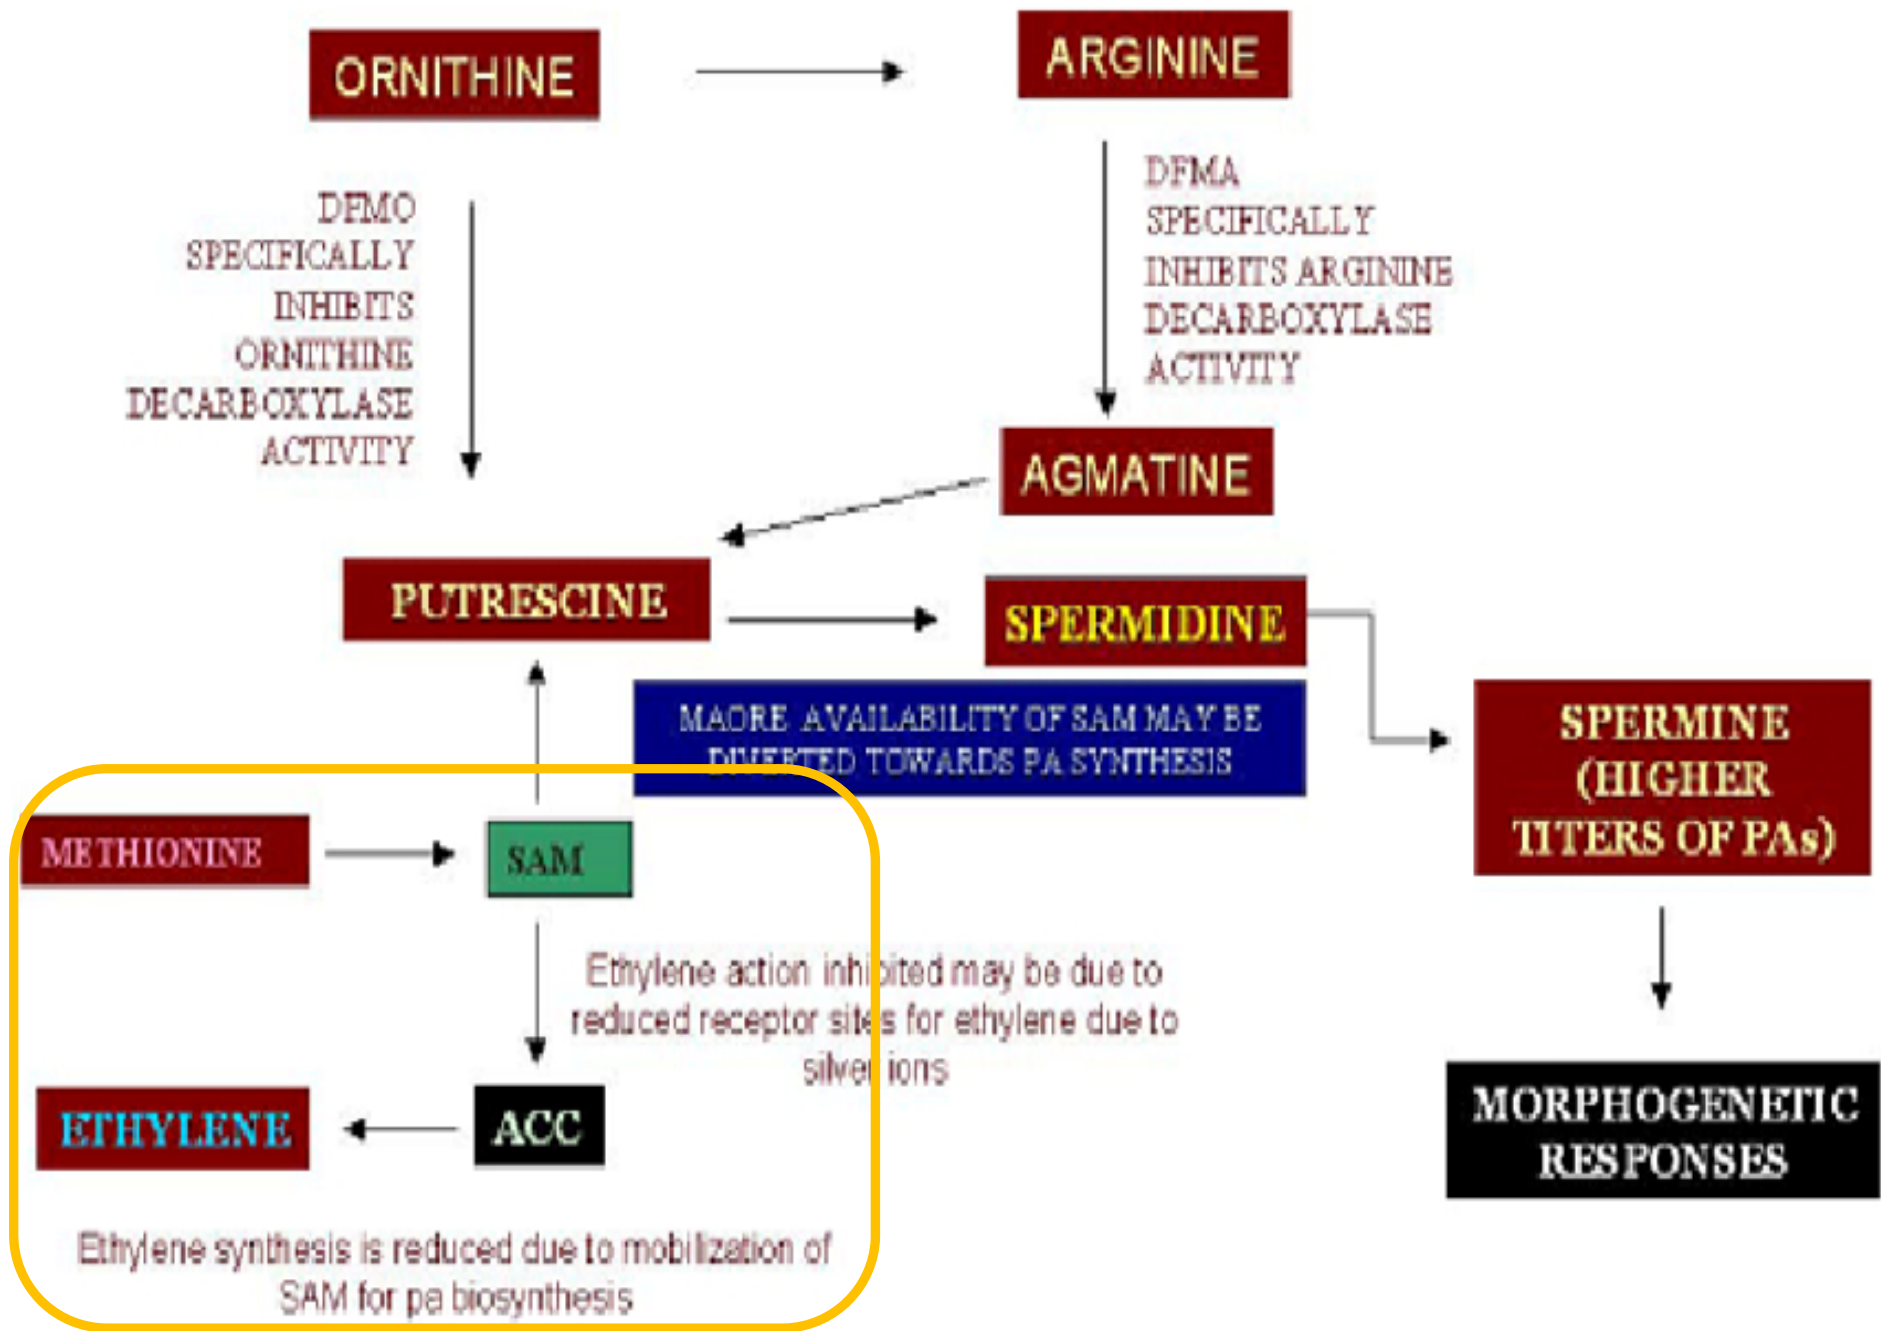 ORNITHINE
ARGININE
DFMO
SPECIFICALLY
INHIBITS
ORNITHINE
DECARBOXYLASE
ACTIVITY
DFMA
SPECIFICALLY
INHIBITS ARGININE
DECARBOXYLASE
ACTIVITY
AGMATINE
PUTRESCINE
SPERMIDINE
MAORE AVAILABILITY OF SAM MAY BE
DIVERTED TOWARDS PA SYNTHESIS
SPERMINE
(HIGHER
TITERS OF PAs)
METHIONINE
SAM
Ethylene action inhibited may be due to
reduced receptor sites for ethylene due to
silver ions
ETHYLENE
ACC
MORPHOGENETIC
RESPONSES
Ethylene synthesis is reduced due to mobilization of
SAM for pa biosynthesis